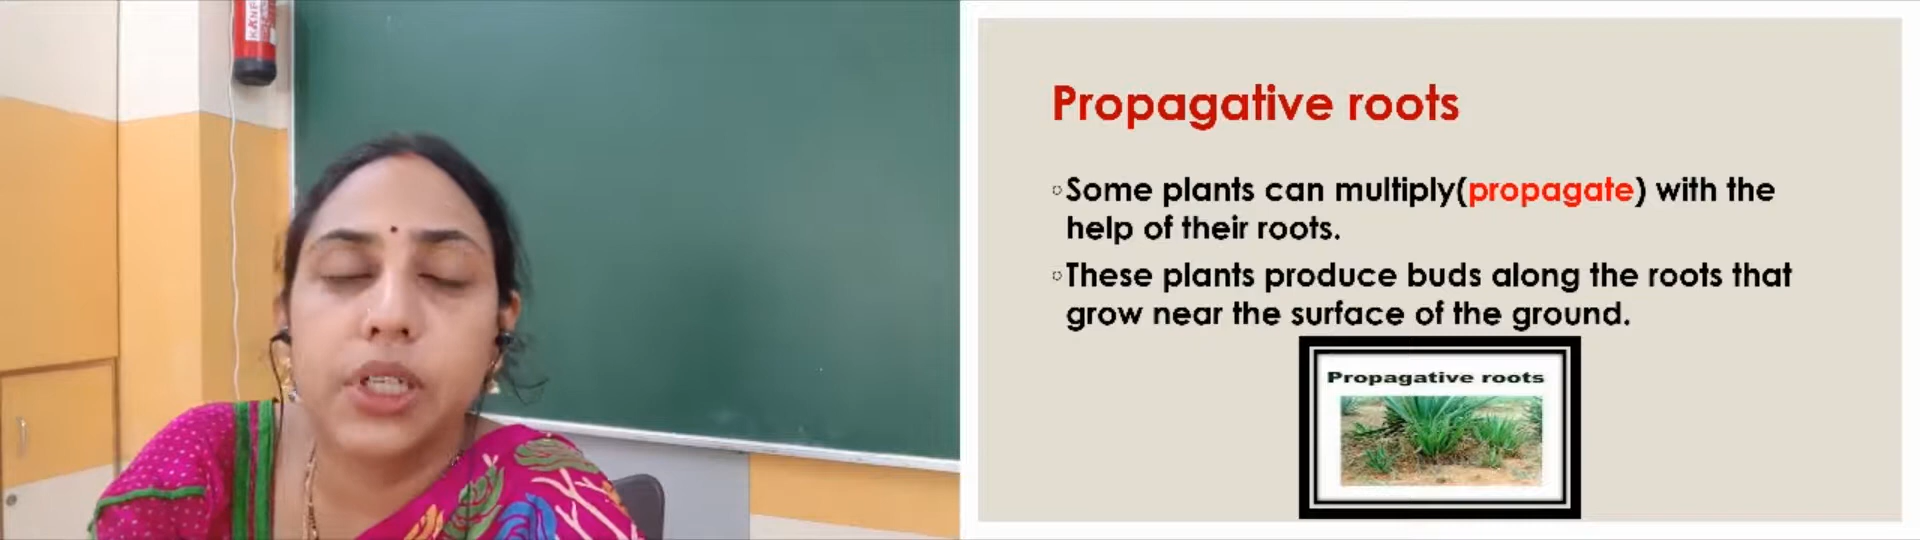 Propagative roots
Some plants can multiply(propagate) with the
help of their roots.
These plants produce buds along the roots that
grow near the surface of the ground.
Propagative roots